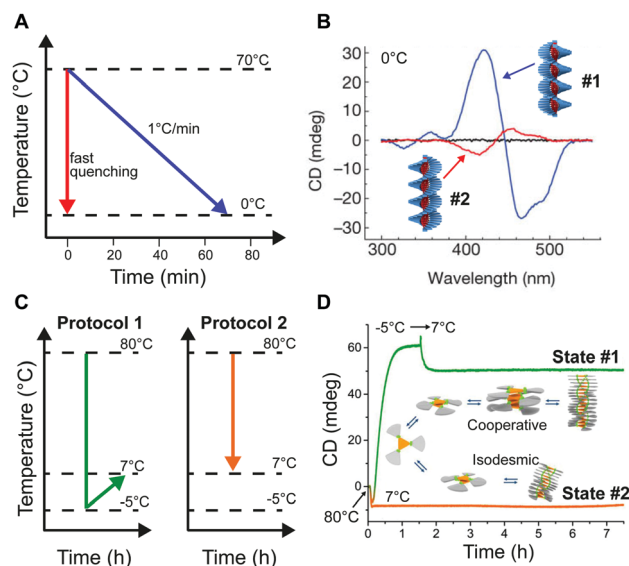 A
Temperature (°C)
70°C
1°C/min
fast
quenching
0°C
0
20
40
60
80
Time (min)
B
CD (mdeg)
30
20
10
0
−10
−20
−30
0°C
#1
#2
300
400
500
Wavelength (nm)
C
Protocol 1
Protocol 2
Temperature (°C)
80°C
80°C
7°C
7°C
-5°C
-5°C
Time (h)
Time (h)
D
CD (mdeg)
60
40
20
0
-5°C → 7°C
State #1
Cooperative
Isodesmic
State #2
7°C
80°C
0
1
2
3
4
5
6
7
Time (h)